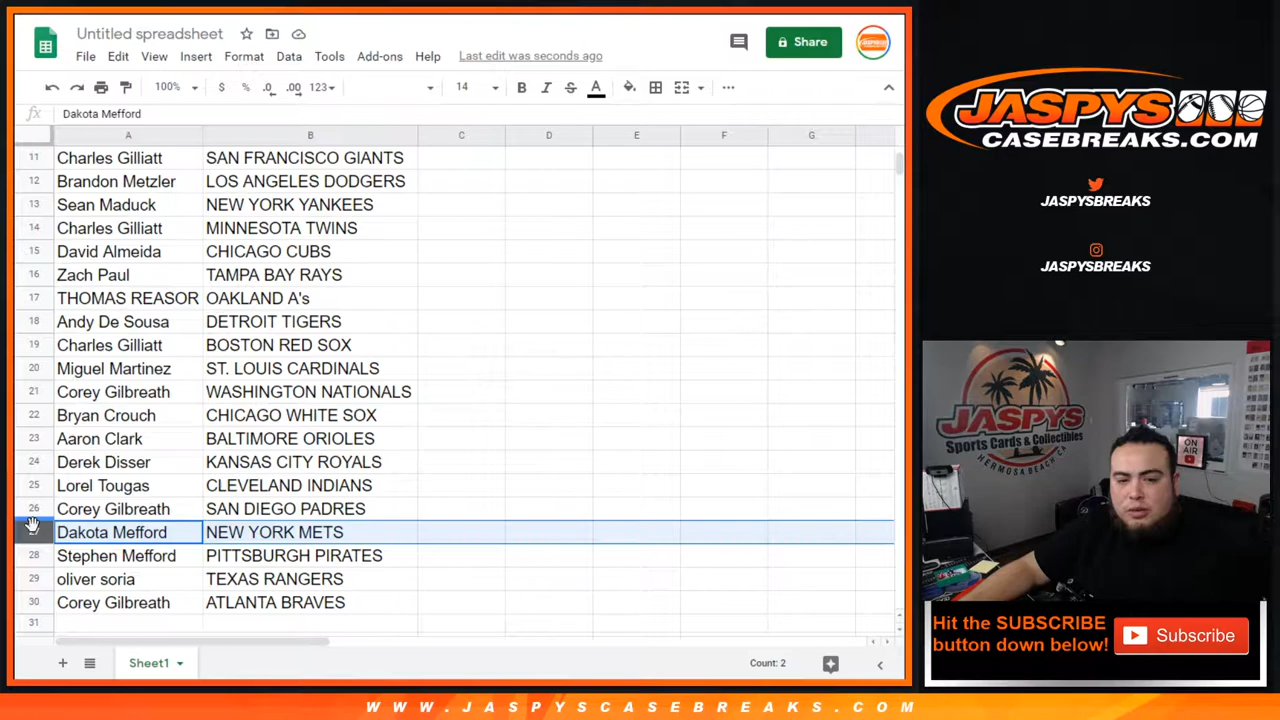 Untitled spreadsheet
File Edit View Insert Format Data Tools Add-ons Help Last edit was seconds ago
Share
100% $ % .0 .00 123 14 B I S A
fx Dakota Mefford
A B C D E F G
11 Charles Gilliatt SAN FRANCISCO GIANTS
12 Brandon Metzler LOS ANGELES DODGERS
13 Sean Maduck NEW YORK YANKEES
14 Charles Gilliatt MINNESOTA TWINS
15 David Almeida CHICAGO CUBS
16 Zach Paul TAMPA BAY RAYS
17 THOMAS REASOR OAKLAND A's
18 Andy De Sousa DETROIT TIGERS
19 Charles Gilliatt BOSTON RED SOX
20 Miguel Martinez ST. LOUIS CARDINALS
21 Corey Gilbreath WASHINGTON NATIONALS
22 Bryan Crouch CHICAGO WHITE SOX
23 Aaron Clark BALTIMORE ORIOLES
24 Derek Disser KANSAS CITY ROYALS
25 Lorel Tougas CLEVELAND INDIANS
26 Corey Gilbreath SAN DIEGO PADRES
Dakota Mefford NEW YORK METS
28 Stephen Mefford PITTSBURGH PIRATES
29 oliver soria TEXAS RANGERS
30 Corey Gilbreath ATLANTA BRAVES
31
Sheet1
Count: 2
JASPYS
CASEBREAKS.COM
JASPYSBREAKS
JASPYSBREAKS
JASPYS
Sports Cards & Collectibles
HERMOSA BEACH CA
ON AIR
Hit the SUBSCRIBE
button down below!
Subscribe
WWW.JASPYSCASEBREAKS.COM